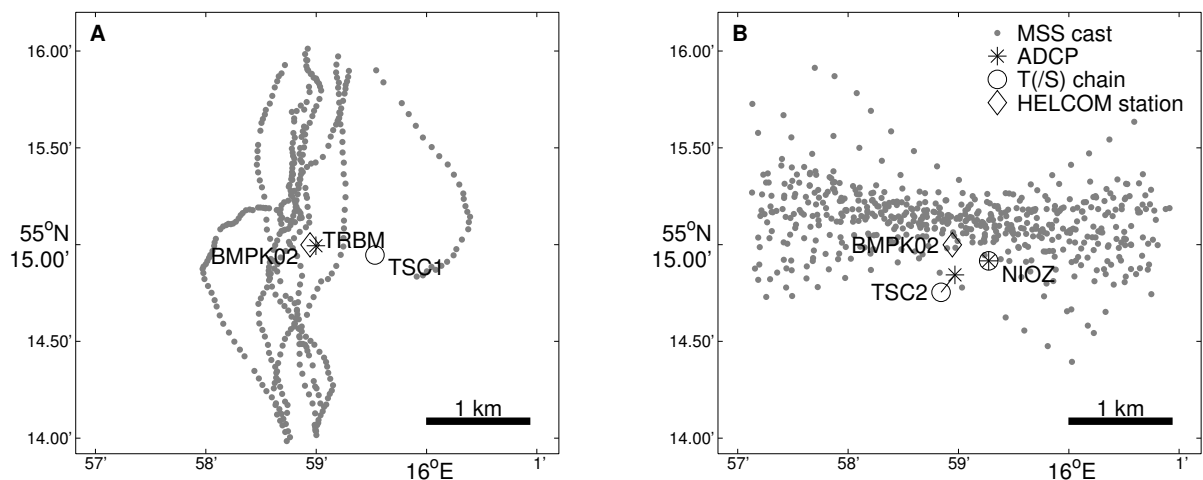 A
16.00'
15.50'
55°N
15.00'
14.50'
14.00'
BMPK02
TRBM
TSC1
1 km
57'
58'
59'
16°E
1'
B
MSS cast
ADCP
T(/S) chain
HELCOM station
16.00'
15.50'
55°N
15.00'
14.50'
14.00'
BMPK02
NIOZ
TSC2
1 km
57'
58'
59'
16°E
1'